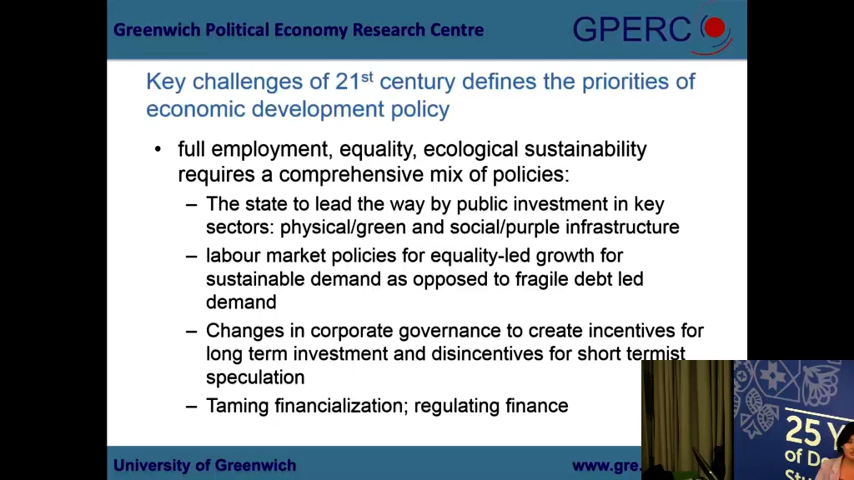 Greenwich Political Economy Research Centre
GPERC
Key challenges of 21st century defines the priorities of
economic development policy
• full employment, equality, ecological sustainability
requires a comprehensive mix of policies:
– The state to lead the way by public investment in key
sectors: physical/green and social/purple infrastructure
– labour market policies for equality-led growth for
sustainable demand as opposed to fragile debt led
demand
– Changes in corporate governance to create incentives for
long term investment and disincentives for short termist
speculation
– Taming financialization; regulating finance
25 Y
of D
University of Greenwich
www.gre.